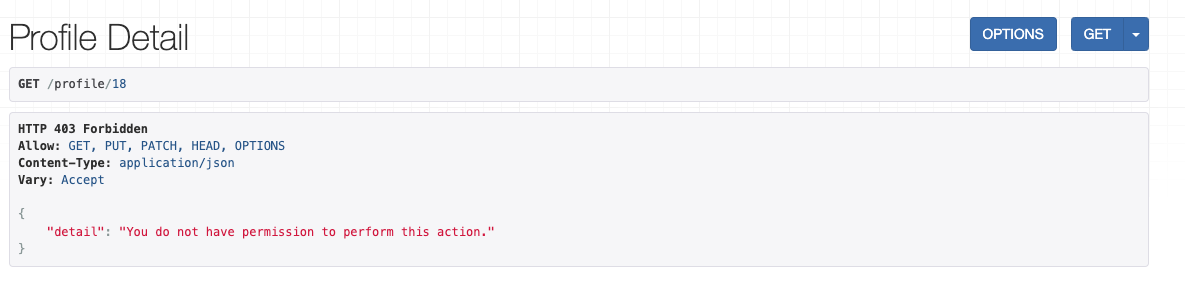 Profile Detail
OPTIONS
GET
GET /profile/18
HTTP 403 Forbidden
Allow: GET, PUT, PATCH, HEAD, OPTIONS
Content-Type: application/json
Vary: Accept
{
    "detail": "You do not have permission to perform this action."
}